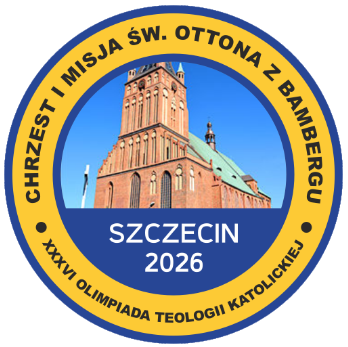 CHRZEST I MISJA ŚW. OTTONA Z BAMBERGU
SZCZECIN
2026
XXXVI OLIMPIADA TEOLOGII KATOLICKIEJ